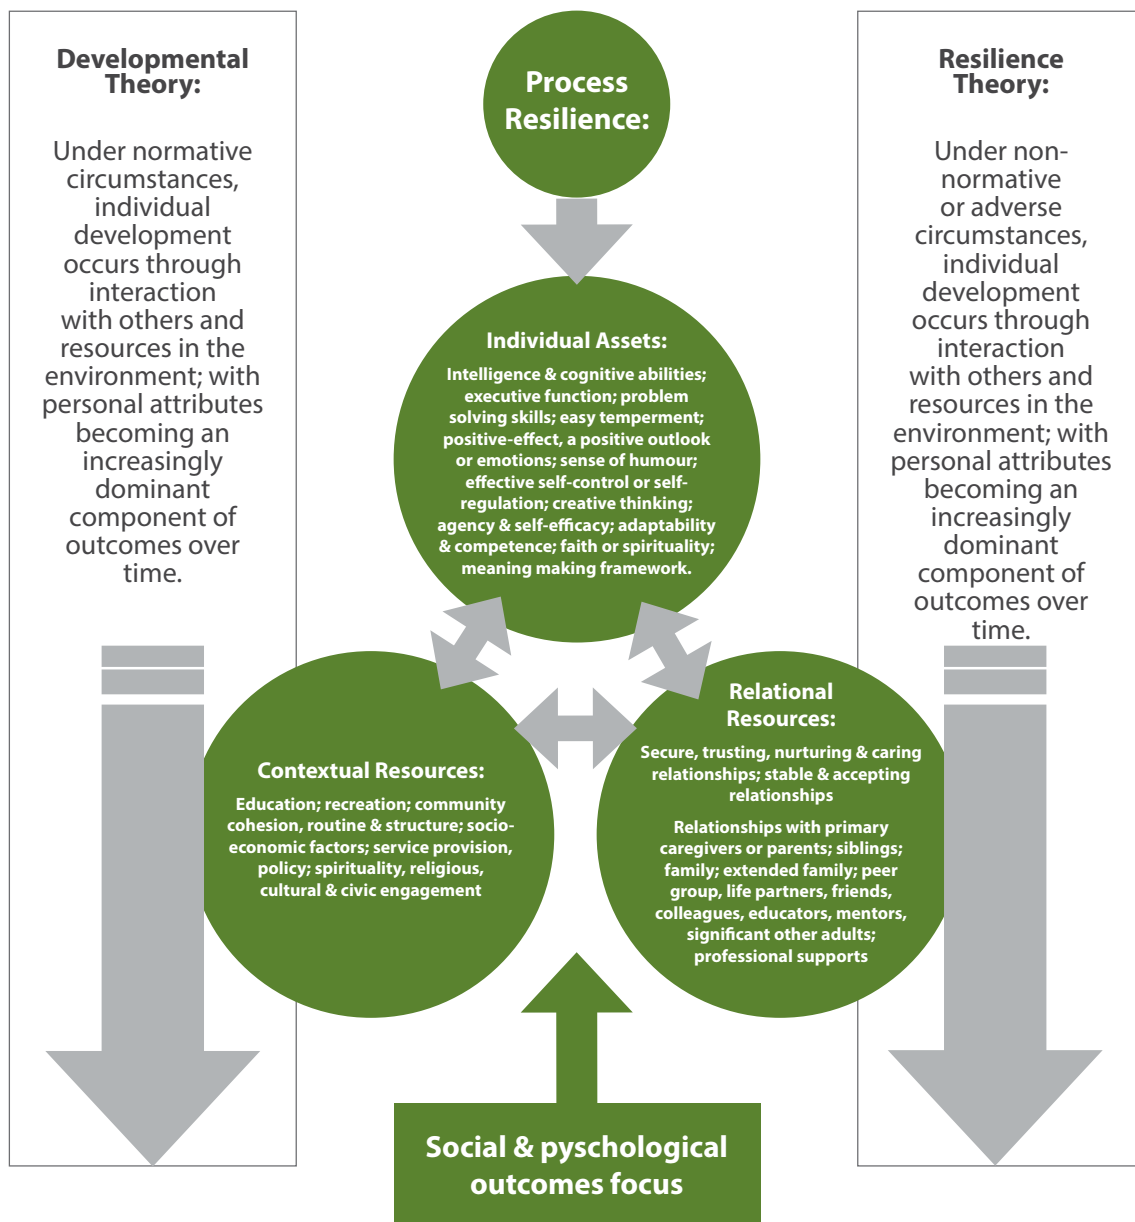 Developmental
Theory:
Under normative
circumstances,
individual
development
occurs through
interaction
with others and
resources in the
environment; with
personal attributes
becoming an
increasingly
dominant
component of
outcomes over
time.
Process
Resilience:
Individual Assets:
Intelligence & cognitive abilities;
executive function; problem
solving skills; easy temperment;
positive-effect, a positive outlook
or emotions; sense of humour;
effective self-control or self-
regulation; creative thinking;
agency & self-efficacy; adaptability
& competence; faith or spirituality;
meaning making framework.
Contextual Resources:
Education; recreation; community
cohesion, routine & structure; socio-
economic factors; service provision,
policy; spirituality, religious,
cultural & civic engagement
Relational
Resources:
Secure, trusting, nurturing & caring
relationships; stable & accepting
relationships
Relationships with primary
caregivers or parents; siblings;
family; extended family; peer
group, life partners, friends,
colleagues, educators, mentors,
significant other adults;
professional supports
Social & pyschological
outcomes focus
Resilience
Theory:
Under non-
normative
or adverse
circumstances,
individual
development
occurs through
interaction
with others and
resources in the
environment; with
personal attributes
becoming an
increasingly
dominant
component of
outcomes over
time.